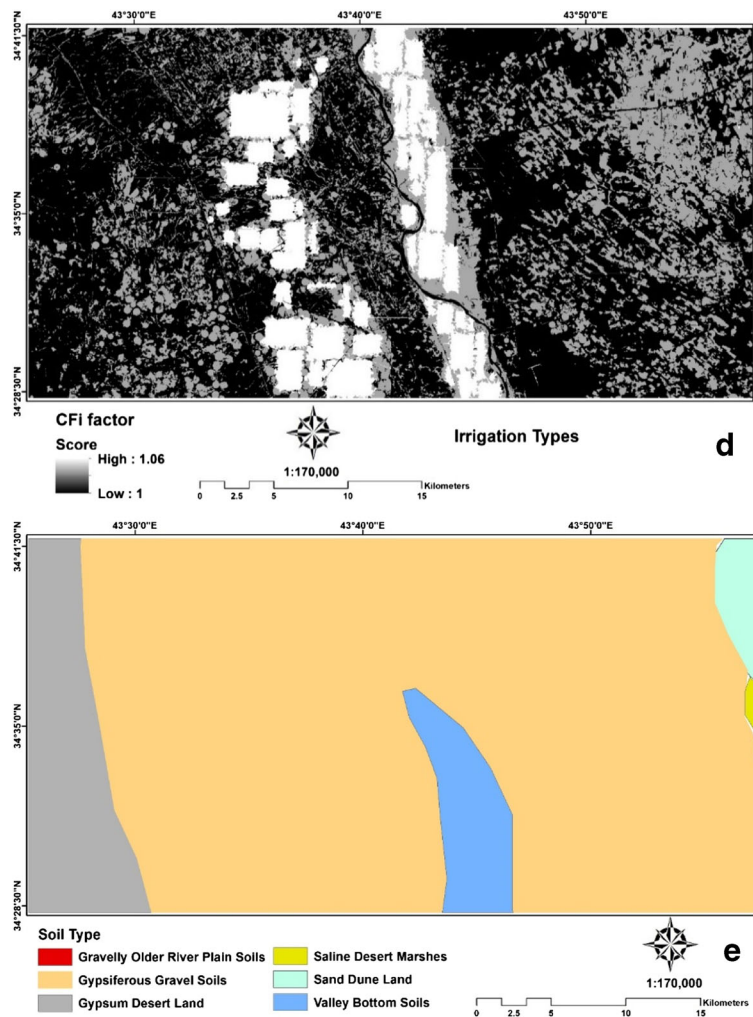 43°30'0"E 43°40'0"E 43°50'0"E
34°41'30"N
34°35'0"N
34°28'30"N
CFi factor
Score
High : 1.06
Low : 1
1:170,000
0 2.5 5 10 15 Kilometers
Irrigation Types
d
43°30'0"E 43°40'0"E 43°50'0"E
34°41'30"N
34°35'0"N
34°28'30"N
Soil Type
Gravelly Older River Plain Soils
Gypsiferous Gravel Soils
Gypsum Desert Land
Saline Desert Marshes
Sand Dune Land
Valley Bottom Soils
e
1:170,000
0 2.5 5 10 15 Kilometers